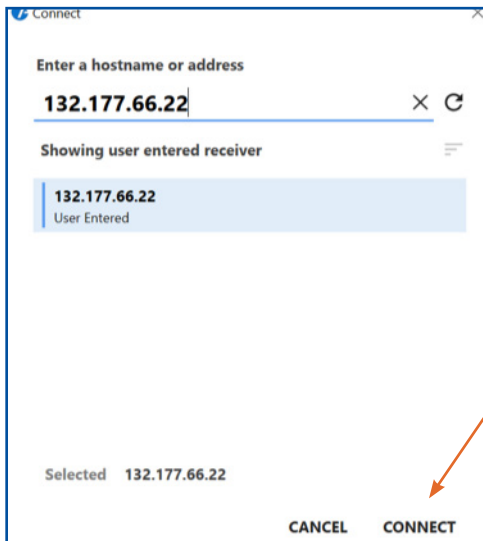 Connect
Enter a hostname or address
132.177.66.22
Showing user entered receiver
132.177.66.22
User Entered
Selected 132.177.66.22
CANCEL CONNECT